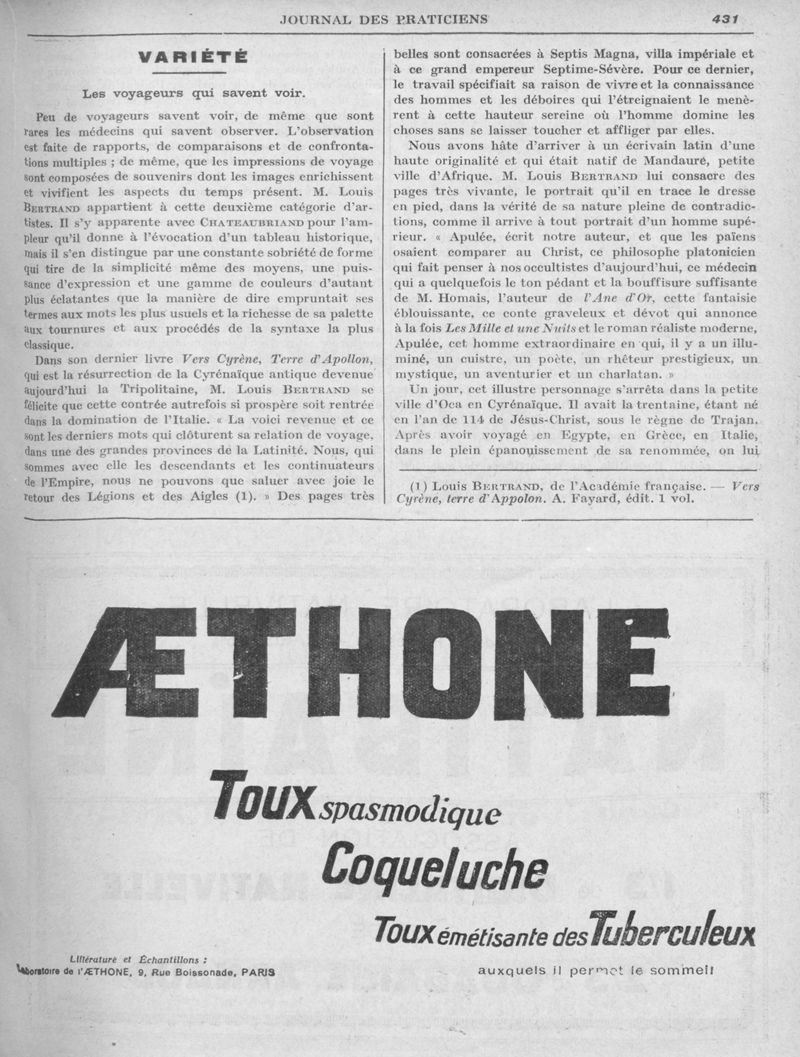 JOURNAL DES PRATICIENS 431
VARIÉTÉ
Les voyageurs qui savent voir.
Peu de voyageurs savent voir, de même que sont
rares les médecins qui savent observer. L'observation
est faite de rapports, de comparaisons et de confronta-
tions multiples ; de même, que les impressions de voyage
sont composées de souvenirs dont les images enrichissent
et vivifient les aspects du temps présent. M. Louis
BERTRAND appartient à cette deuxième catégorie d'ar-
tistes. Il s'y apparente avec CHATEAUBRIAND pour l'am-
pleur qu'il donne à l'évocation d'un tableau historique,
mais il s'en distingue par une constante sobriété de forme
qui tire de la simplicité même des moyens, une puis-
sance d'expression et une gamme de couleurs d'autant
plus éclatantes que la manière de dire empruntait ses
termes aux mots les plus usuels et la richesse de sa palette
aux tournures et aux procédés de la syntaxe la plus
classique.
Dans son dernier livre Vers Cyrène, Terre d'Apollon,
qui est la résurrection de la Cyrénaïque antique devenue
aujourd'hui la Tripolitaine, M. Louis BERTRAND se
félicite que cette contrée autrefois si prospère soit rentrée
dans la domination de l'Italie. « La voici revenue et ce
sont les derniers mots qui clôturent sa relation de voyage,
dans une des grandes provinces de la Latinité. Nous, qui
sommes avec elle les descendants et les continuateurs
de l'Empire, nous ne pouvons que saluer avec joie le
retour des Légions et des Aigles (1). » Des pages très
belles sont consacrées à Septis Magna, villa impériale et
à ce grand empereur Septime-Sévère. Pour ce dernier,
le travail spécifiait sa raison de vivre et la connaissance
des hommes et les déboires qui l'étreignaient le menè-
rent à cette hauteur sereine où l'homme domine les
choses sans se laisser toucher et affliger par elles.
Nous avons hâte d'arriver à un écrivain latin d'une
haute originalité et qui était natif de Mandauré, petite
ville d'Afrique. M. Louis BERTRAND lui consacre des
pages très vivante, le portrait qu'il en trace le dresse
en pied, dans la vérité de sa nature pleine de contradic-
tions, comme il arrive à tout portrait d'un homme supé-
rieur. « Apulée, écrit notre auteur, et que les païens
osaient comparer au Christ, ce philosophe platonicien
qui fait penser à nos occultistes d'aujourd'hui, ce médecin
qui a quelquefois le ton pédant et la bouffisure suffisante
de M. Homais, l'auteur de l'Ane d'Or, cette fantaisie
éblouissante, ce conte graveleux et dévot qui annonce
à la fois Les Mille et une Nuits et le roman réaliste moderne,
Apulée, cet homme extraordinaire en qui, il y a un illu-
miné, un cuistre, un poète, un rhéteur prestigieux, un
mystique, un aventurier et un charlatan. »
Un jour, cet illustre personnage s'arrêta dans la petite
ville d'Oea en Cyrénaïque. Il avait la trentaine, étant né
en l'an de 114 de Jésus-Christ, sous le règne de Trajan.
Après avoir voyagé en Egypte, en Grèce, en Italie,
dans le plein épanouissement de sa renommée, on lui
(1) Louis BERTRAND, de l'Académie française. — Vers
Cyrène, terre d'Appolon. A. Fayard, édit. 1 vol.
ÆTHONE
Toux spasmodique
Coqueluche
Toux émétisante des Tuberculeux
auxquels il permet le sommeil
Littérature et Échantillons :
Laboratoire de l'ÆTHONE, 9, Rue Boissonade, PARIS